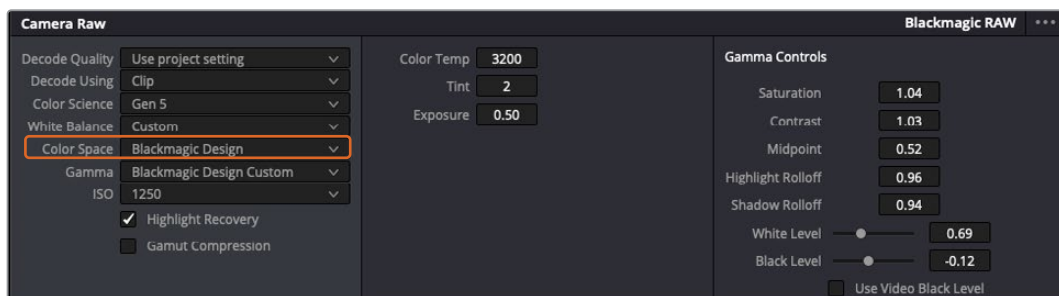 Camera Raw
Blackmagic RAW
Decode Quality Use project setting
Decode Using Clip
Color Science Gen 5
White Balance Custom
Color Space Blackmagic Design
Gamma Blackmagic Design Custom
ISO 1250
Highlight Recovery
Gamut Compression
Color Temp 3200
Tint 2
Exposure 0.50
Gamma Controls
Saturation 1.04
Contrast 1.03
Midpoint 0.52
Highlight Rolloff 0.96
Shadow Rolloff 0.94
White Level 0.69
Black Level -0.12
Use Video Black Level